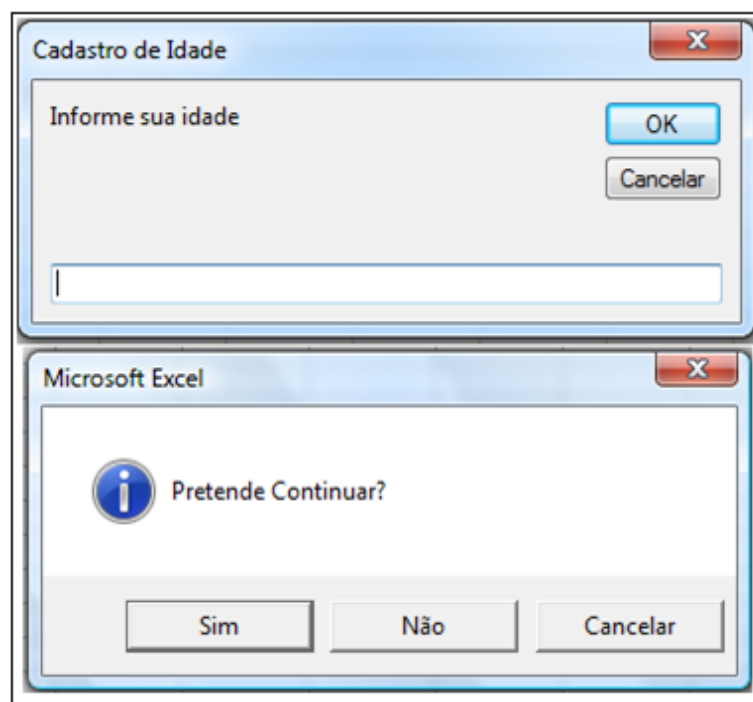 Cadastro de Idade
Informe sua idade
OK
Cancelar
Microsoft Excel
Pretende Continuar?
Sim
Não
Cancelar